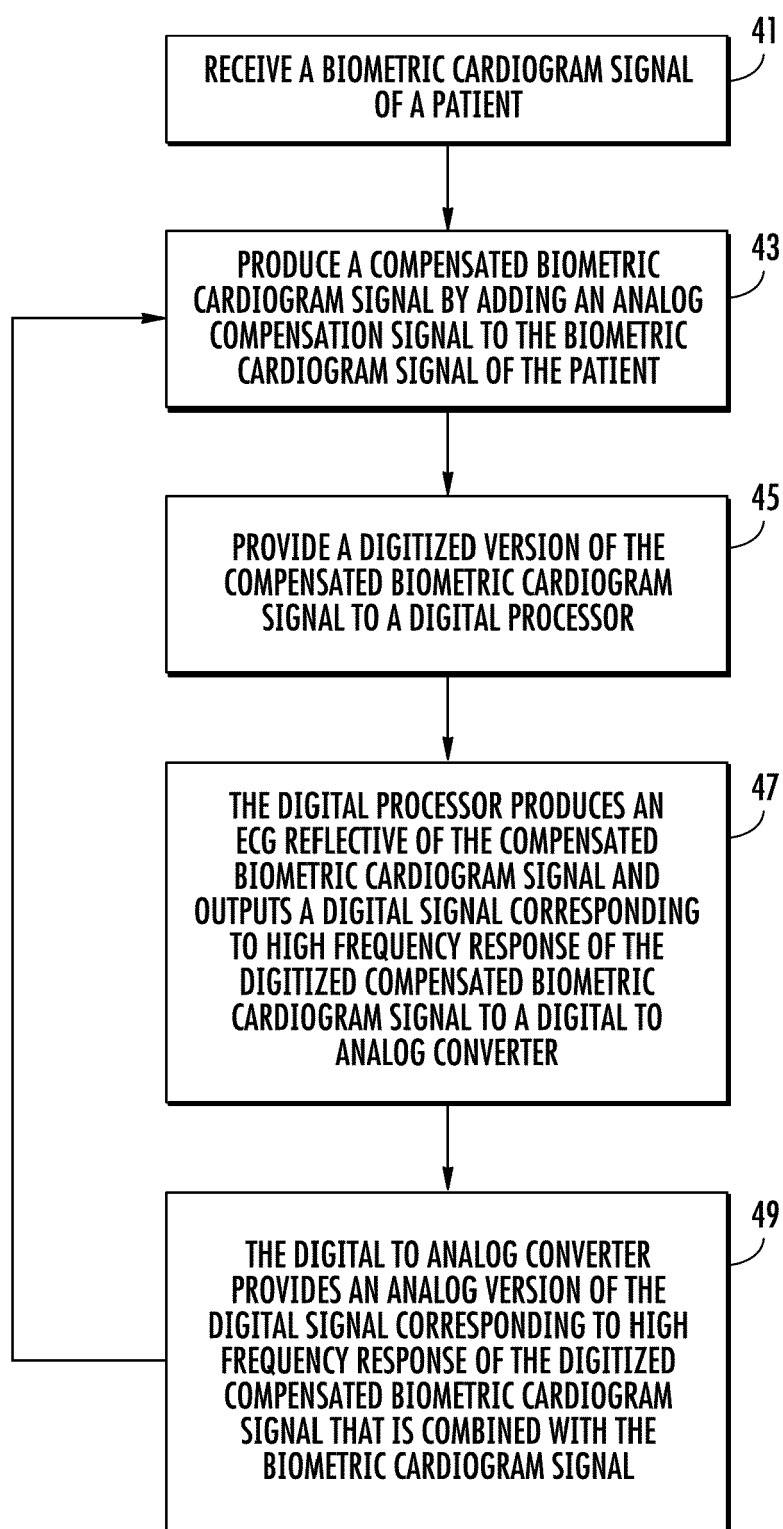 41
RECEIVE A BIOMETRIC CARDIOGRAM SIGNAL
OF A PATIENT
43
PRODUCE A COMPENSATED BIOMETRIC
CARDIOGRAM SIGNAL BY ADDING AN ANALOG
COMPENSATION SIGNAL TO THE BIOMETRIC
CARDIOGRAM SIGNAL OF THE PATIENT
45
PROVIDE A DIGITIZED VERSION OF THE
COMPENSATED BIOMETRIC CARDIOGRAM
SIGNAL TO A DIGITAL PROCESSOR
47
THE DIGITAL PROCESSOR PRODUCES AN
ECG REFLECTIVE OF THE COMPENSATED
BIOMETRIC CARDIOGRAM SIGNAL AND
OUTPUTS A DIGITAL SIGNAL CORRESPONDING
TO HIGH FREQUENCY RESPONSE OF THE
DIGITIZED COMPENSATED BIOMETRIC
CARDIOGRAM SIGNAL TO A DIGITAL TO
ANALOG CONVERTER
49
THE DIGITAL TO ANALOG CONVERTER
PROVIDES AN ANALOG VERSION OF THE
DIGITAL SIGNAL CORRESPONDING TO HIGH
FREQUENCY RESPONSE OF THE DIGITIZED
COMPENSATED BIOMETRIC CARDIOGRAM
SIGNAL THAT IS COMBINED WITH THE
BIOMETRIC CARDIOGRAM SIGNAL